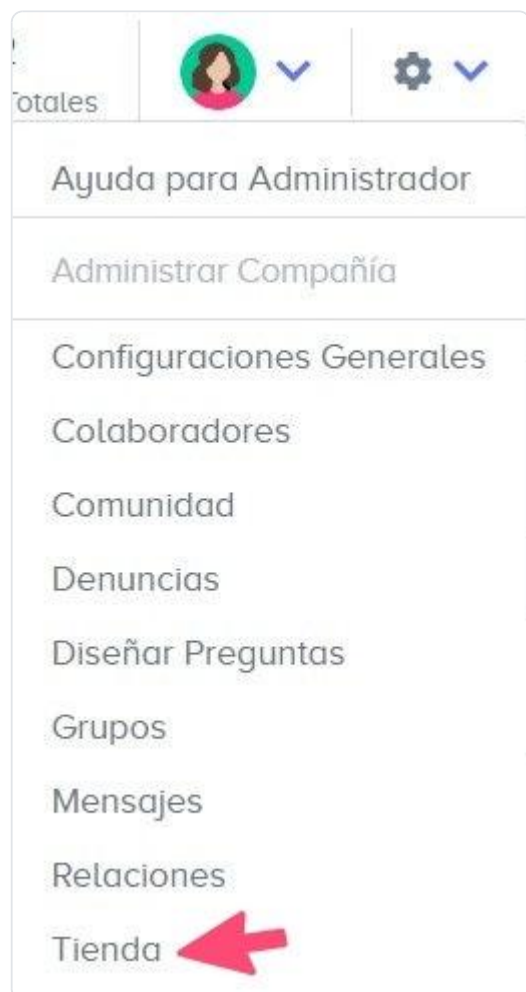 Totales
Ayuda para Administrador
Administrar Compañía
Configuraciones Generales
Colaboradores
Comunidad
Denuncias
Diseñar Preguntas
Grupos
Mensajes
Relaciones
Tienda